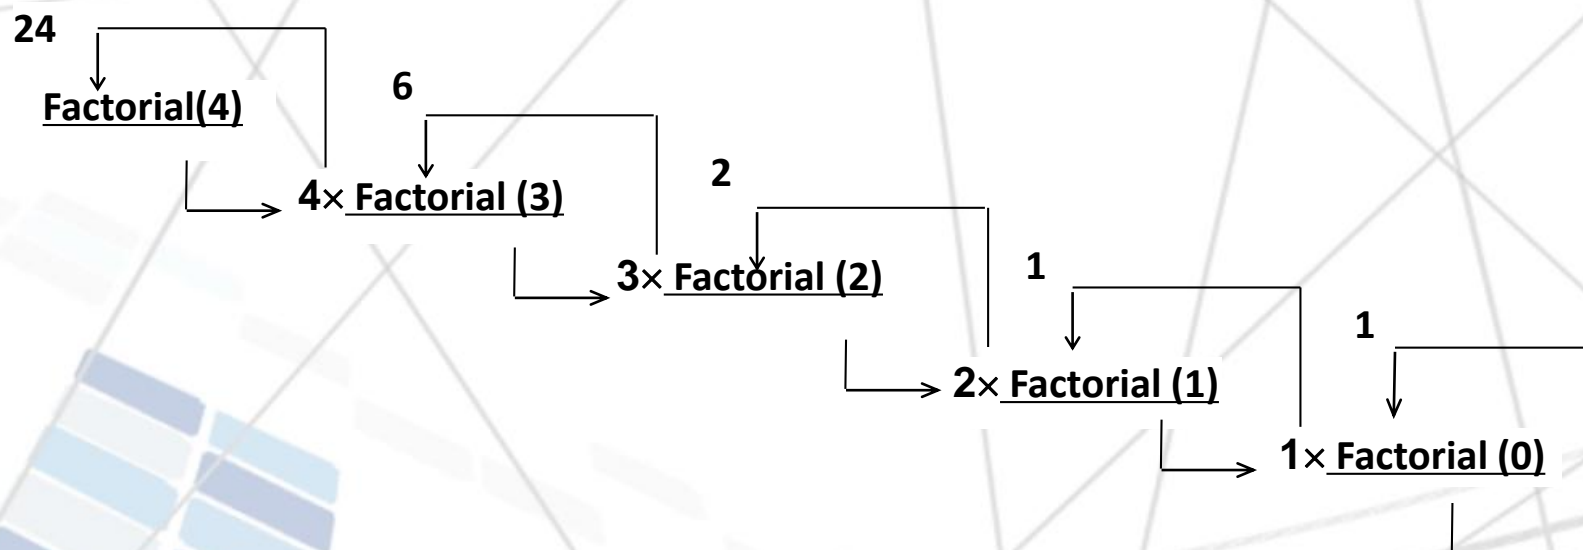 24
Factorial(4)
6
4× Factorial (3)
2
3× Factorial (2)
1
2× Factorial (1)
1
1× Factorial (0)